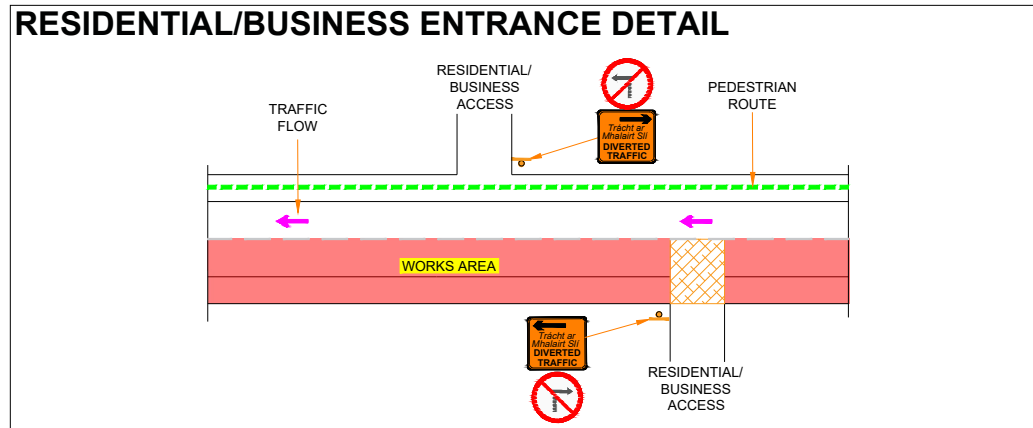 RESIDENTIAL/BUSINESS ENTRANCE DETAIL
RESIDENTIAL/
BUSINESS
ACCESS
TRAFFIC
FLOW
PEDESTRIAN
ROUTE
Trácht ar
Mhalairt Slí
DIVERTED
TRAFFIC
WORKS AREA
Trácht ar
Mhalairt Slí
DIVERTED
TRAFFIC
RESIDENTIAL/
BUSINESS
ACCESS